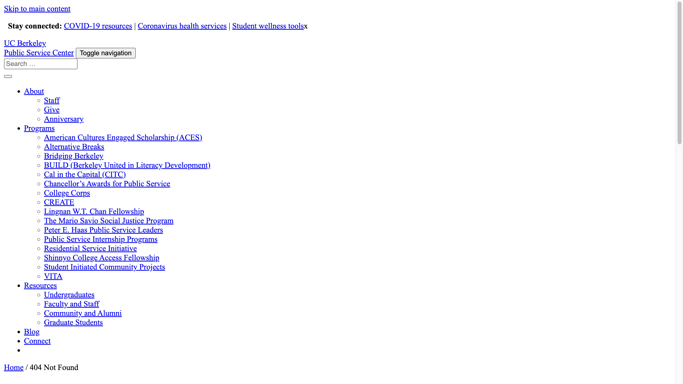 Skip to main content
Stay connected: COVID-19 resources | Coronavirus health services | Student wellness toolsx
UC Berkeley
Public Service Center Toggle navigation
Search …
About
Staff
Give
Anniversary
Programs
American Cultures Engaged Scholarship (ACES)
Alternative Breaks
Bridging Berkeley
BUILD (Berkeley United in Literacy Development)
Cal in the Capital (CITC)
Chancellor's Awards for Public Service
College Corps
CREATE
Lingnan W.T. Chan Fellowship
The Mario Savio Social Justice Program
Peter E. Haas Public Service Leaders
Public Service Internship Programs
Residential Service Initiative
Shinnyo College Access Fellowship
Student Initiated Community Projects
VITA
Resources
Undergraduates
Faculty and Staff
Community and Alumni
Graduate Students
Blog
Connect
Home / 404 Not Found